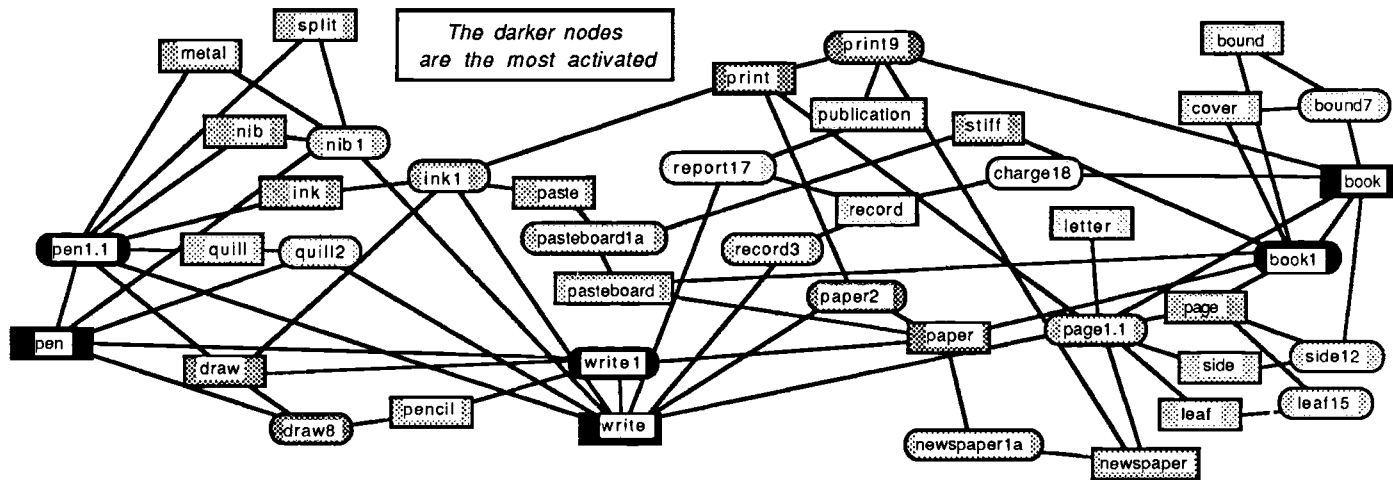 split
The darker nodes
are the most activated
metal
print9
bound
print
cover
bound7
publication
nib
nib1
stiff
report17
charge18
ink1
book
ink
paste
record
letter
pen1.1
quill
quill2
pasteboard1a
record3
book1
pasteboard
paper2
page
page1.1
pen
paper
side12
draw
write1
side
pencil
leaf
leaf15
draw8
write
newspaper1a
newspaper